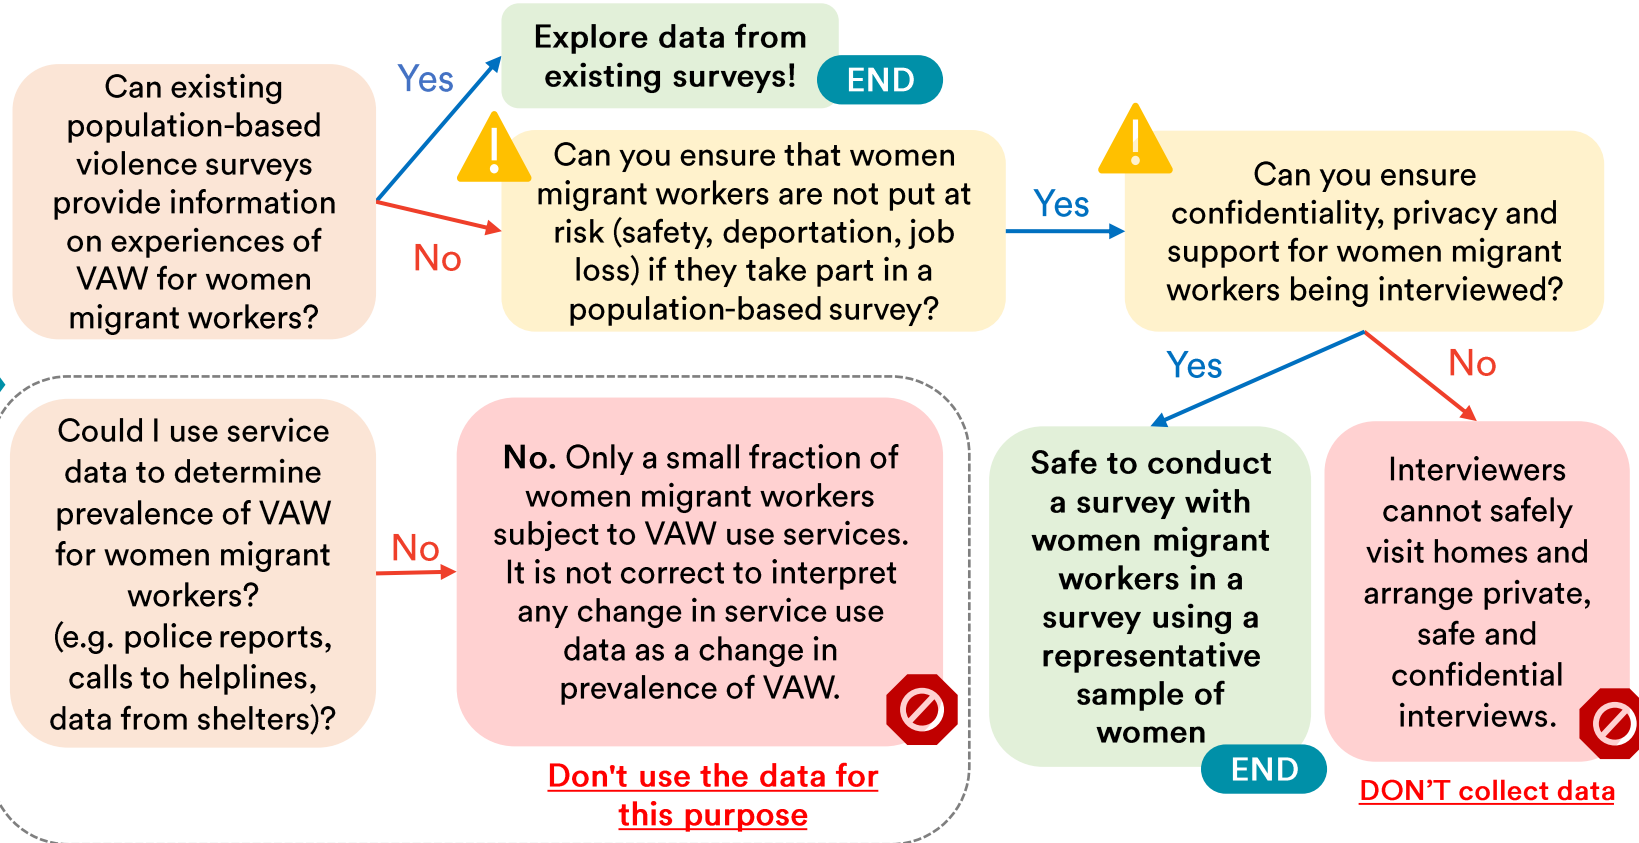 Can existing
population-based
violence surveys
provide information
on experiences of
VAW for women
migrant workers?
Yes
Explore data from
existing surveys!
END
No
Can you ensure that women
migrant workers are not put at
risk (safety, deportation, job
loss) if they take part in a
population-based survey?
Yes
Can you ensure
confidentiality, privacy and
support for women migrant
workers being interviewed?
Yes
No
Safe to conduct
a survey with
women migrant
workers in a
survey using a
representative
sample of
women
END
Interviewers
cannot safely
visit homes and
arrange private,
safe and
confidential
interviews.
DON’T collect data
Could I use service
data to determine
prevalence of VAW
for women migrant
workers?
(e.g. police reports,
calls to helplines,
data from shelters)?
No
No. Only a small fraction of
women migrant workers
subject to VAW use services.
It is not correct to interpret
any change in service use
data as a change in
prevalence of VAW.
Don't use the data for
this purpose